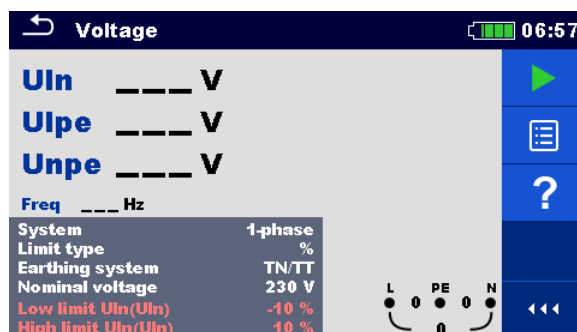 Voltage 06:57
Uln ___ V
Ulpe ___ V
Unpe ___ V
Freq ___ Hz
?
System 1-phase
Limit type %
Earthing system TN/TT
Nominal voltage 230 V
Low limit Uln(Uln) -10 %
High limit Uln(Uln) 10 %
L PE N
0 0
0